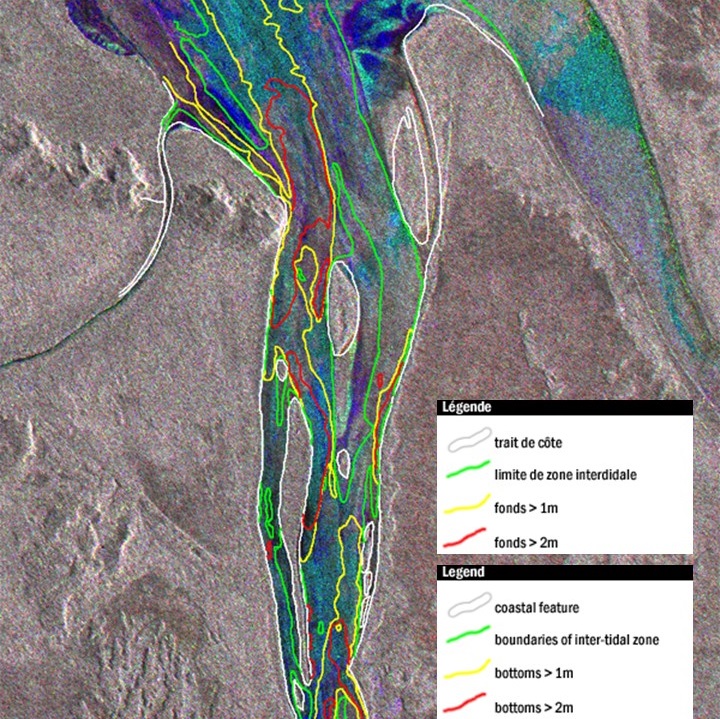 Légende
trait de côte
limite de zone interdidale
fonds > 1m
fonds > 2m
Legend
coastal feature
boundaries of inter-tidal zone
bottoms > 1m
bottoms > 2m